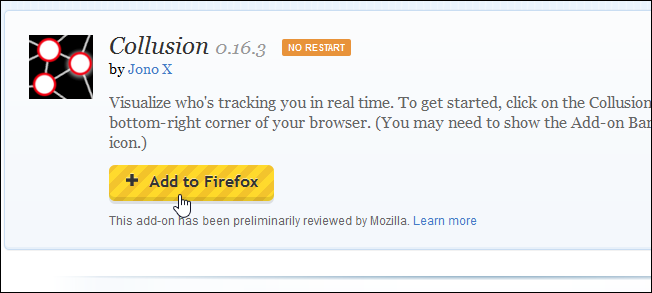 Collusion 0.16.3 NO RESTART
by Jono X
Visualize who's tracking you in real time. To get started, click on the Collusion
bottom-right corner of your browser. (You may need to show the Add-on Bar
icon.)
+ Add to Firefox
This add-on has been preliminarily reviewed by Mozilla. Learn more